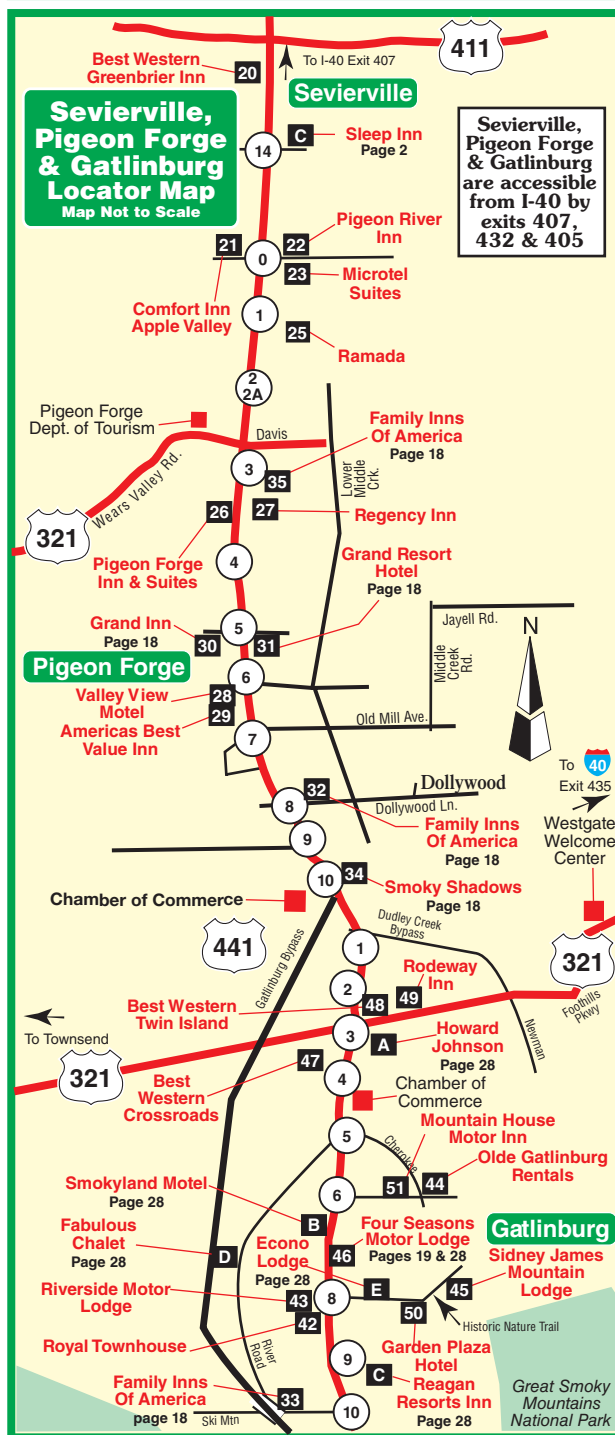 411
To I-40 Exit 407
Best Western
Greenbrier Inn
20
Sevierville
Sevierville,
Pigeon Forge
& Gatlinburg
Locator Map
Map Not to Scale
C
Sleep Inn
Page 2
14
Sevierville,
Pigeon Forge
& Gatlinburg
are accessible
from I-40 by
exits 407,
432 & 405
21
22
Pigeon River
Inn
0
23
Microtel
Suites
Comfort Inn
Apple Valley
1
25
Ramada
2
2A
Pigeon Forge
Dept. of Tourism
Davis
Family Inns
Of America
Page 18
3
35
Lower
Middle
Crk.
Wears Valley Rd.
321
26
27
Regency Inn
Pigeon Forge
Inn & Suites
4
Grand Resort
Hotel
Page 18
Grand Inn
Page 18
30
5
31
Jayell Rd.
Middle
Creek
Rd.
N
Pigeon Forge
6
Valley View
Motel
28
29
Americas Best
Value Inn
7
Old Mill Ave.
To
40
Exit 435
Dollywood
32
8
Dollywood Ln.
Family Inns
Of America
Page 18
Westgate
Welcome
Center
9
10
34
Smoky Shadows
Page 18
Chamber of Commerce
441
Gatlinburg Bypass
Dudley Creek
Bypass
1
321
Foothills
Pkwy
Newman
2
Rodeway
Inn
49
48
Best Western
Twin Island
To Townsend
321
3
A
Howard
Johnson
Page 28
47
Best
Western
Crossroads
4
Chamber of
Commerce
5
Cherokee
Mountain House
Motor Inn
51
44
Olde Gatlinburg
Rentals
6
Smokyland Motel
Page 28
B
Fabulous
Chalet
Page 28
D
Econo
Lodge
Page 28
46
Four Seasons
Motor Lodge
Pages 19 & 28
Gatlinburg
Sidney James
Mountain
Lodge
45
E
Riverside Motor
Lodge
43
8
42
50
Historic Nature Trail
Royal Townhouse
River
Road
Garden Plaza
Hotel
9
C
Reagan
Resorts Inn
Page 28
Family Inns
Of America
page 18
33
Ski Mtn
10
Great Smoky
Mountains
National Park